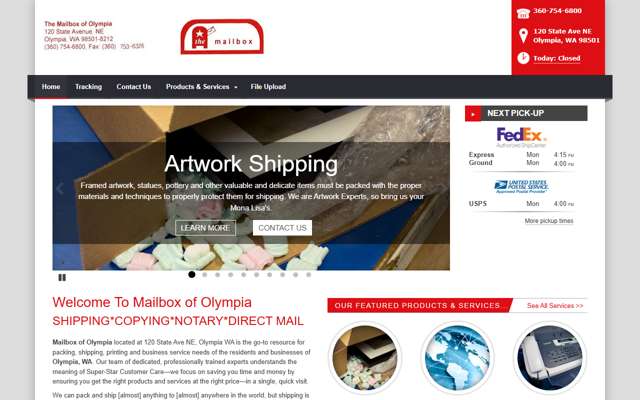 The Mailbox of Olympia
120 State Avenue. NE
Olympia, WA 98501-8212
(360) 754-6800, Fax: (360) 753-6326
the mailbox
360-754-6800
120 State Ave NE
Olympia, WA 98501
Today: Closed
Home Tracking Contact Us Products & Services File Upload
Artwork Shipping
Framed artwork, statues, pottery and other valuable and delicate items must be packed with the proper
materials and techniques to properly protect them for shipping. We are Artwork Experts, so bring us your
Mona Lisa's.
LEARN MORE CONTACT US
NEXT PICK-UP
FedEx
Authorized ShipCenter
Express Mon 4:15 PM
Ground Mon 4:00 PM
UNITED STATES
POSTAL SERVICE
Approved Postal Provider
USPS Mon 4:00 PM
More pickup times
Welcome To Mailbox of Olympia
SHIPPING*COPYING*NOTARY*DIRECT MAIL
Mailbox of Olympia located at 120 State Ave NE, Olympia WA is the go-to resource for
packing, shipping, printing and business service needs of the residents and businesses of
Olympia, WA. Our team of dedicated, professionally trained experts understands the
meaning of Super-Star Customer Care—we focus on saving you time and money by
ensuring you get the right products and services at the right price—in a single, quick visit.
We can pack and ship [almost] anything to [almost] anywhere in the world, but shipping is
OUR FEATURED PRODUCTS & SERVICES...
See All Services >>